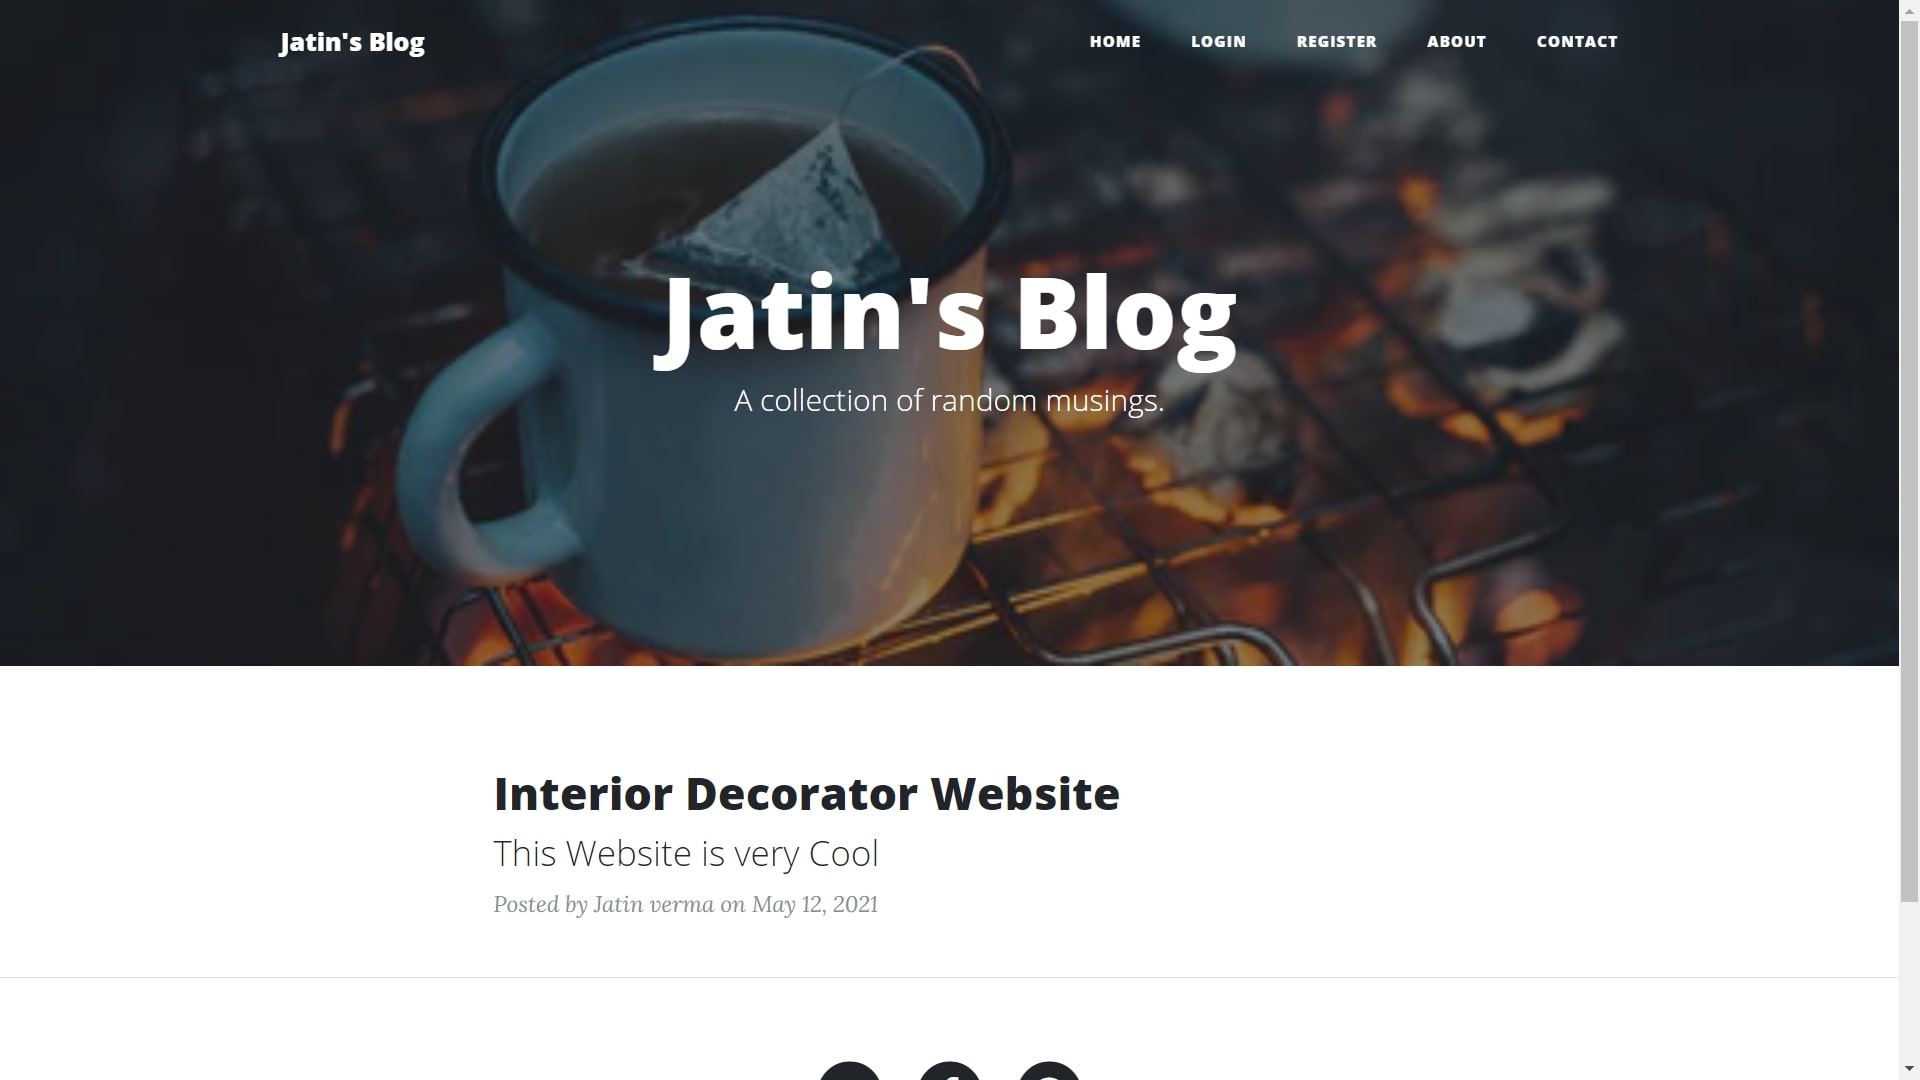 Jatin's Blog
HOME LOGIN REGISTER ABOUT CONTACT
Jatin's Blog
A collection of random musings.
Interior Decorator Website
This Website is very Cool
Posted by Jatin verma on May 12, 2021